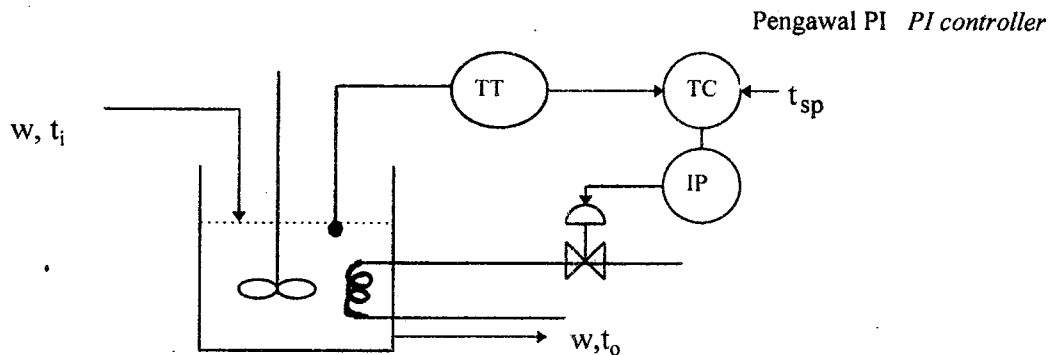 Pengawal PI PI controller
TT
TC
t_sp
w, t_i
IP
w,t_o